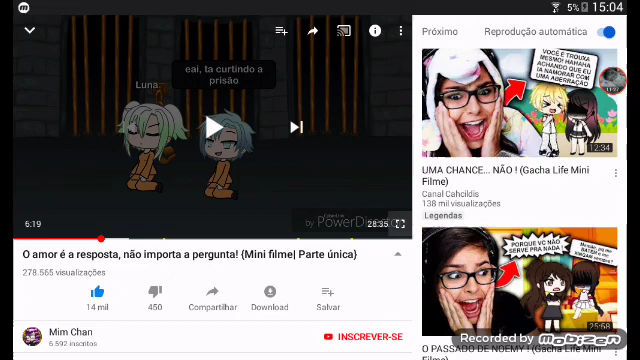 5% 15:04
Próximo
Reprodução automática
eai, ta curtindo a
prisão
Luna.
6:19
28:35
by PowerDirector
O amor é a resposta, não importa a pergunta! {Mini filme| Parte única}
278.565 visualizações
14 mil
450
Compartilhar
Download
Salvar
Mim Chan
6.592 inscritos
INSCREVER-SE
VOCÊ É TROUXA
MESMO! HAHAHA
ACHANDO QUE EU
IA NAMORAR COM
UMA ABERRAÇÃO!
12:34
UMA CHANCE... NÃO ! (Gacha Life Mini
Filme)
Canal Cahcildis
138 mil visualizações
Legendas
PORQUE VC NÃO
SERVE PRA NADA!
25:58
O PASSADO DE NOEMY ! (Gacha Life
Recorded by
mobizen